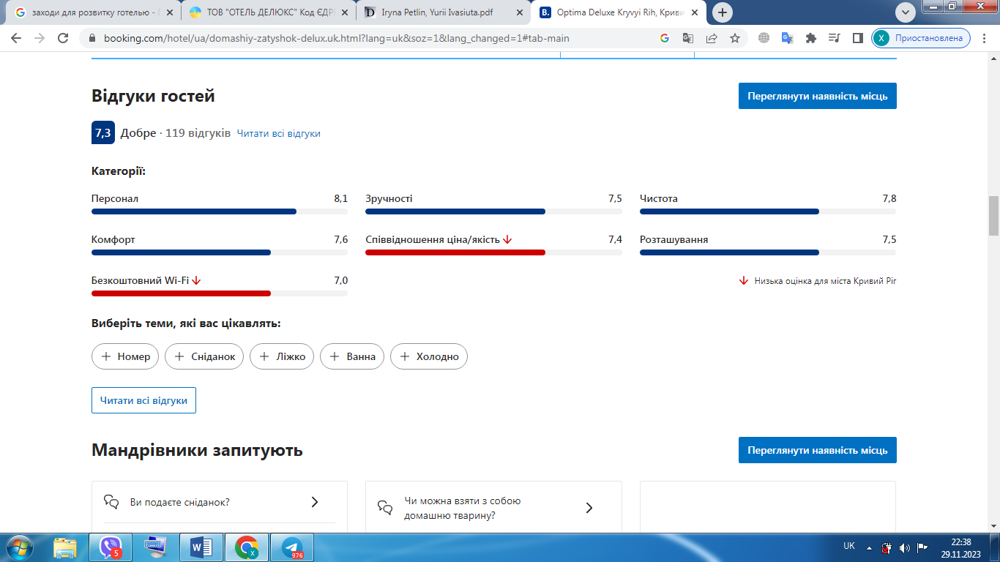 заходи для розвитку готелью -
ТОВ "ОТЕЛЬ ДЕЛЮКС" Код ЄДР
Iryna Petlin, Yurii Ivasiuta.pdf
Optima Deluxe Kryvyi Rih, Криви
booking.com/hotel/ua/domashiy-zatyshok-delux.uk.html?lang=uk&soz=1&lang_changed=1#tab-main
Приостановлена
Відгуки гостей
Переглянути наявність місць
7,3 Добре · 119 відгуків Читати всі відгуки
Категорії:
Персонал 8,1
Зручності 7,5
Чистота 7,8
Комфорт 7,6
Співвідношення ціна/якість 7,4
Розташування 7,5
Безкоштовний Wi-Fi 7,0
Низька оцінка для міста Кривий Ріг
Виберіть теми, які вас цікавлять:
Номер
Сніданок
Ліжко
Ванна
Холодно
Читати всі відгуки
Мандрівники запитують
Переглянути наявність місць
Ви подаєте сніданок?
Чи можна взяти з собою
домашню тварину?
5
976
UK
22:38
29.11.2023